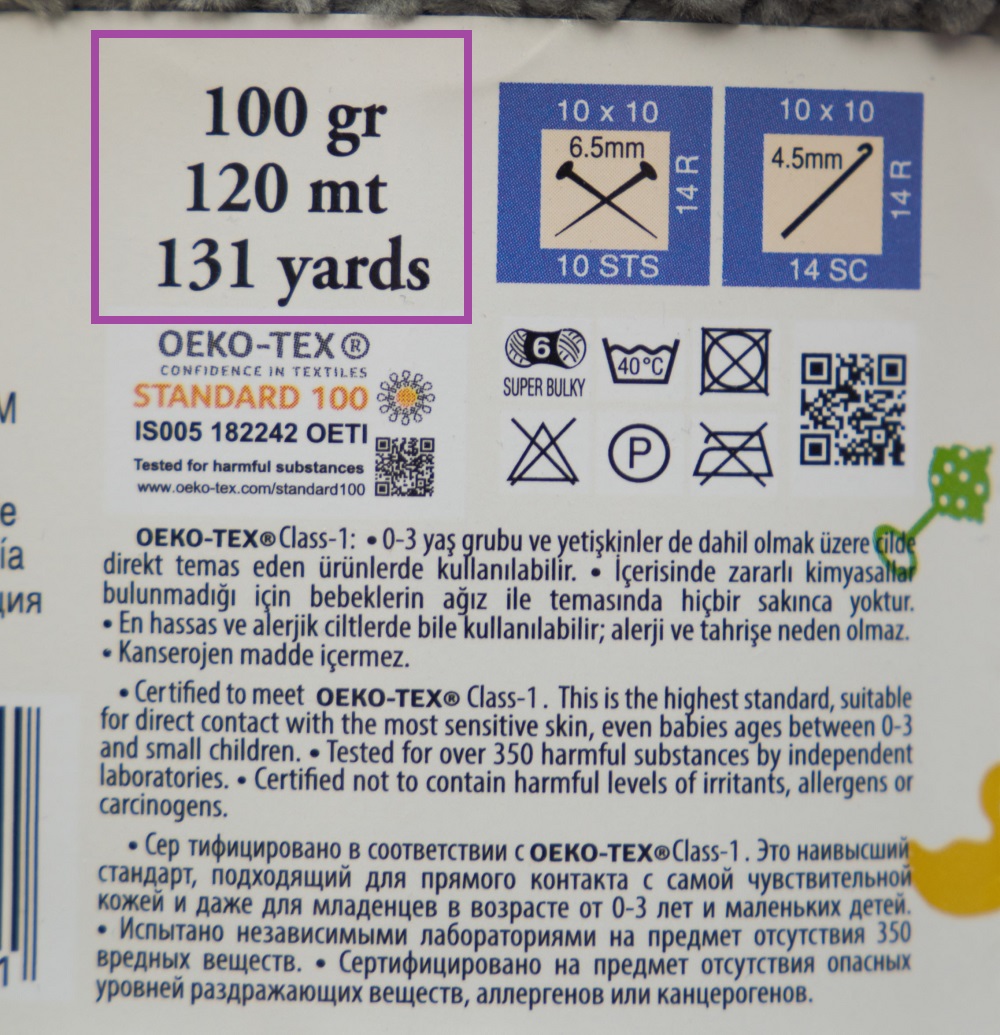 100 gr
120 mt
131 yards
10 x 10
6.5mm
14 R
10 STS
10 x 10
4.5mm
14 R
14 SC
OEKO-TEX®
CONFIDENCE IN TEXTILES
STANDARD 100
IS005 182242 OETI
Tested for harmful substances
www.oeko-tex.com/standard100
6
SUPER BULKY
40°C
P
M
e
ía
ция
OEKO-TEX® Class-1: • 0-3 yaş grubu ve yetişkinler de dahil olmak üzere cilde
direkt temas eden ürünlerde kullanılabilir. • İçerisinde zararlı kimyasallar
bulunmadığı için bebeklerin ağız ile temasında hiçbir sakınca yoktur.
• En hassas ve alerjik ciltlerde bile kullanılabilir; alerji ve tahrişe neden olmaz.
• Kanserojen madde içermez.
• Certified to meet OEKO-TEX® Class-1. This is the highest standard, suitable
for direct contact with the most sensitive skin, even babies ages between 0-3
and small children. • Tested for over 350 harmful substances by independent
laboratories. • Certified not to contain harmful levels of irritants, allergens or
carcinogens.
• Сер тифицировано в соответствии с OEKO-TEX® Class-1. Это наивысший
стандарт, подходящий для прямого контакта с самой чувствительной
кожей и даже для младенцев в возрасте от 0-3 лет и маленьких детей.
• Испытано независимыми лабораториями на предмет отсутствия 350
вредных веществ. • Сертифицировано на предмет отсутствия опасных
уровней раздражающих веществ, аллергенов или канцерогенов.
1